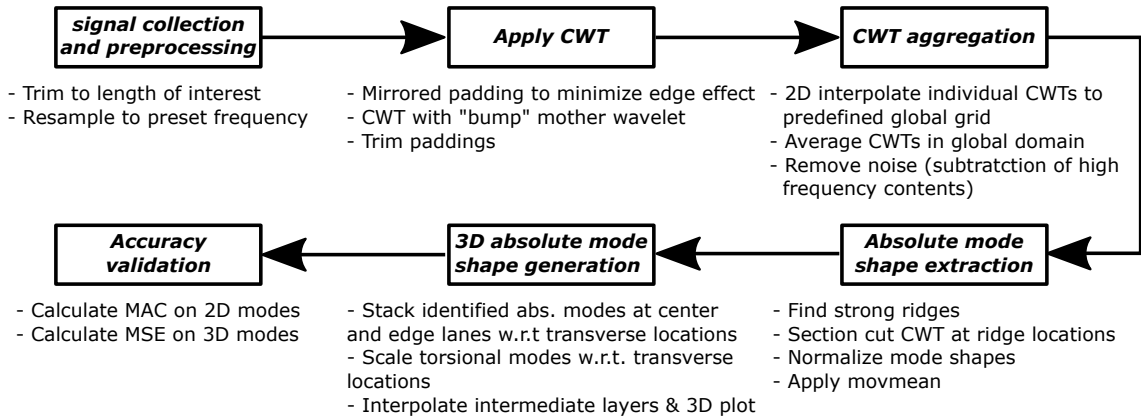 signal collection
and preprocessing
- Trim to length of interest
- Resample to preset frequency
Apply CWT
- Mirrored padding to minimize edge effect
- CWT with "bump" mother wavelet
- Trim paddings
CWT aggregation
- 2D interpolate individual CWTs to
predefined global grid
- Average CWTs in global domain
- Remove noise (subtratction of high
frequency contents)
Absolute mode
shape extraction
- Find strong ridges
- Section cut CWT at ridge locations
- Normalize mode shapes
- Apply movmean
3D absolute mode
shape generation
- Stack identified abs. modes at center
and edge lanes w.r.t transverse locations
- Scale torsional modes w.r.t. transverse
locations
- Interpolate intermediate layers & 3D plot
Accuracy
validation
- Calculate MAC on 2D modes
- Calculate MSE on 3D modes